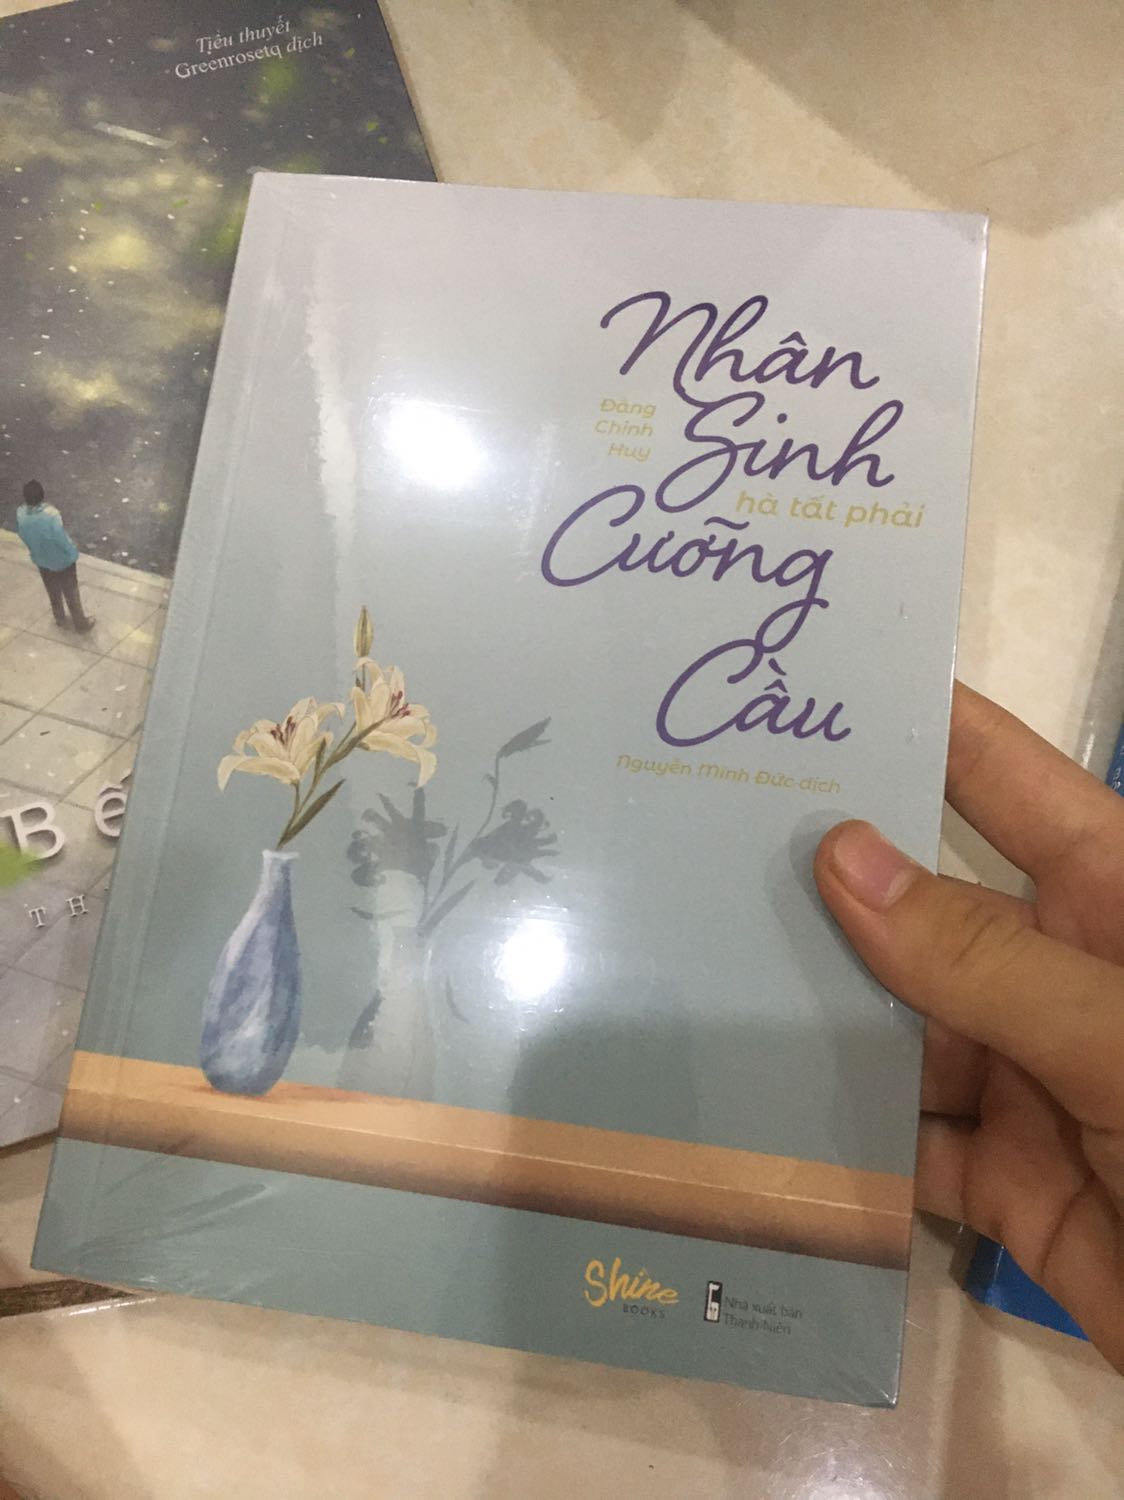 Tiểu thuyết
Greenrosetq dịch
Nhân
Đàng
Chính
Huy
Sinh
hà tất phải
Cưỡng
Cầu
Nguyễn Minh Đức dịch
Shine
BOOKS
Nhà xuất bản
Thanh Niên
B ế
T H